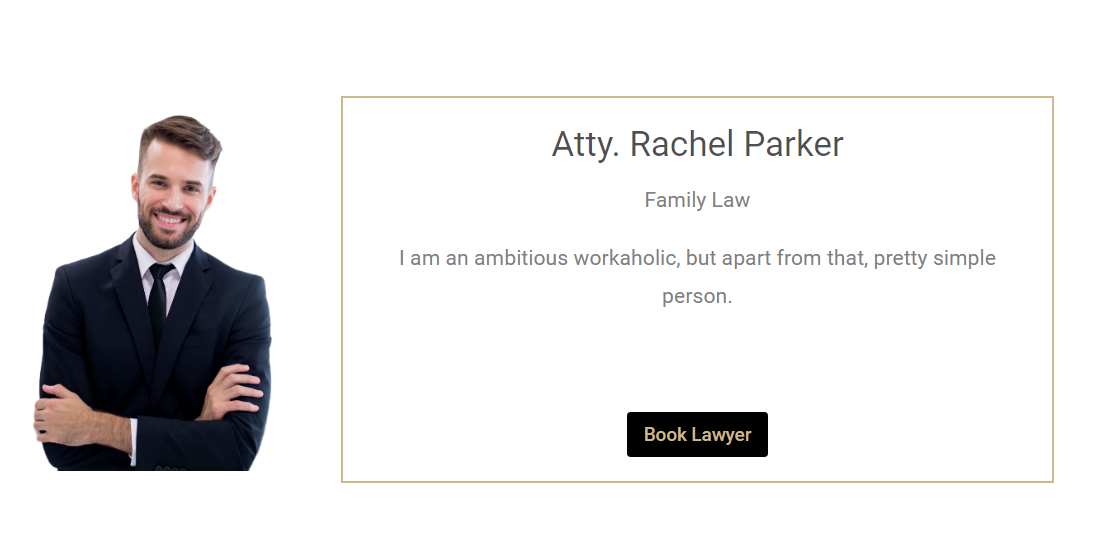 Atty. Rachel Parker
Family Law
I am an ambitious workaholic, but apart from that, pretty simple
person.
Book Lawyer